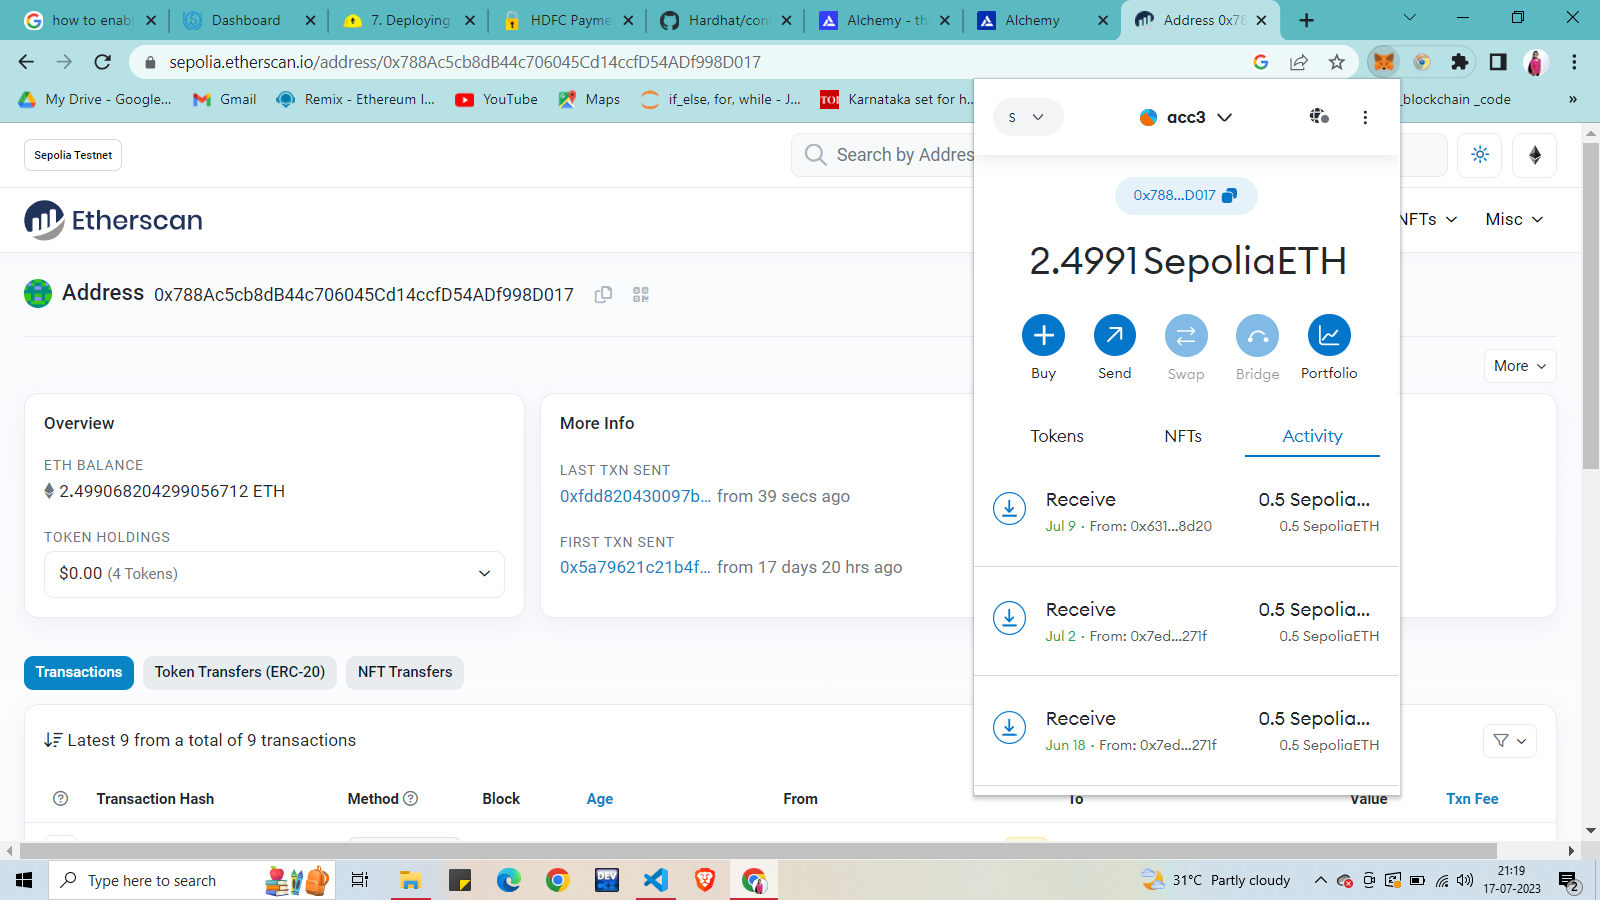 how to enabl
Dashboard
7. Deploying
HDFC Payme
Hardhat/con
Alchemy - th
Alchemy
Address 0x78
sepolia.etherscan.io/address/0x788Ac5cb8dB44c706045Cd14ccfD54ADf998D017
My Drive - Google...
Gmail
Remix - Ethereum I...
YouTube
Maps
if_else, for, while - J...
TOI
Karnataka set for h...
_blockchain _code
»
Sepolia Testnet
Search by Addres
Etherscan
NFTs
Misc
Address 0x788Ac5cb8dB44c706045Cd14ccfD54ADf998D017
More
Overview
ETH BALANCE
2.499068204299056712 ETH
TOKEN HOLDINGS
$0.00 (4 Tokens)
More Info
LAST TXN SENT
0xfdd820430097b... from 39 secs ago
FIRST TXN SENT
0x5a79621c21b4f... from 17 days 20 hrs ago
Transactions
Token Transfers (ERC-20)
NFT Transfers
Latest 9 from a total of 9 transactions
Transaction Hash
Method
Block
Age
From
To
Value
Txn Fee
S
acc3
0x788...D017
2.4991 SepoliaETH
Buy
Send
Swap
Bridge
Portfolio
Tokens
NFTs
Activity
Receive
0.5 Sepolia...
Jul 9 · From: 0x631...8d20
0.5 SepoliaETH
Receive
0.5 Sepolia...
Jul 2 · From: 0x7ed...271f
0.5 SepoliaETH
Receive
0.5 Sepolia...
Jun 18 · From: 0x7ed...271f
0.5 SepoliaETH
Type here to search
DEV
31°C Partly cloudy
21:19
17-07-2023
2